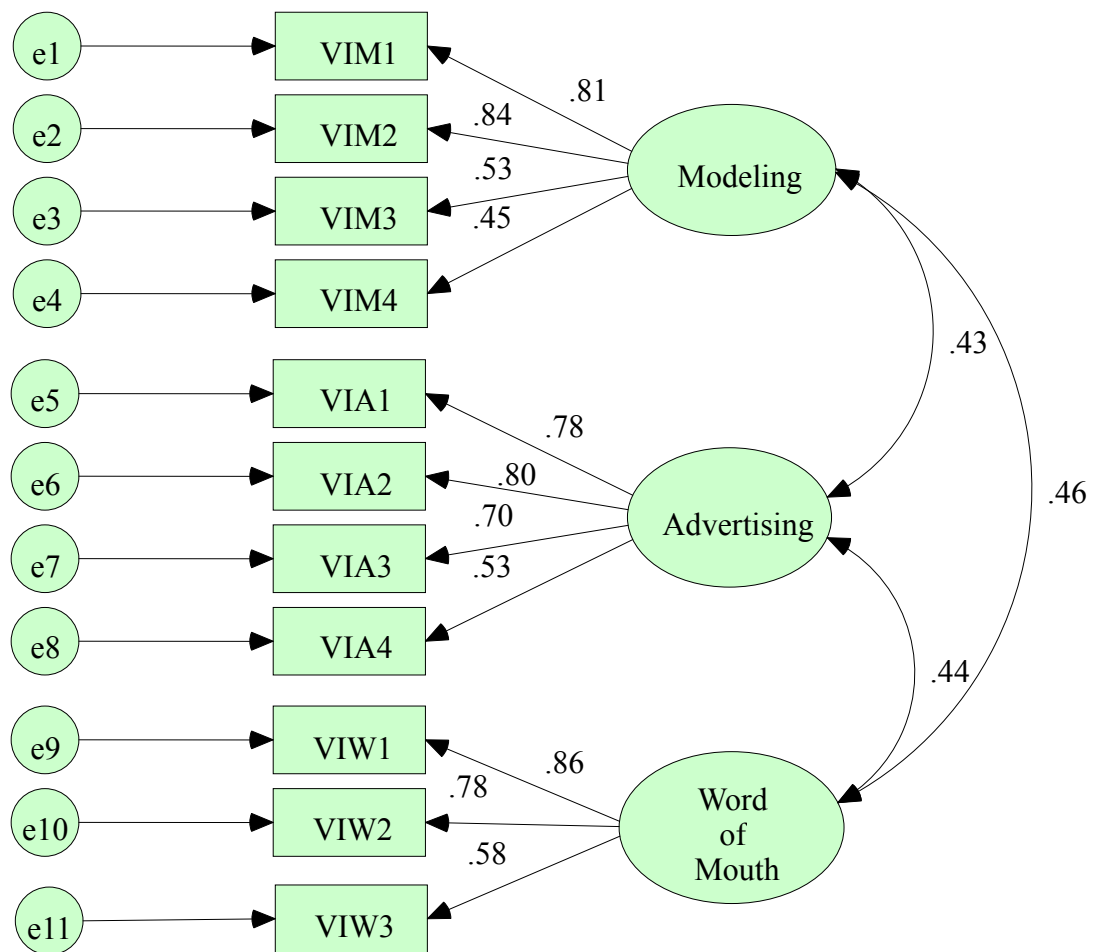 e1
VIM1
.81
e2
VIM2
.84
e3
VIM3
.53
e4
VIM4
.45
Modeling
e5
VIA1
.78
e6
VIA2
.80
e7
VIA3
.70
e8
VIA4
.53
Advertising
e9
VIW1
.86
e10
VIW2
.78
e11
VIW3
.58
Word
of
Mouth
.43
.46
.44